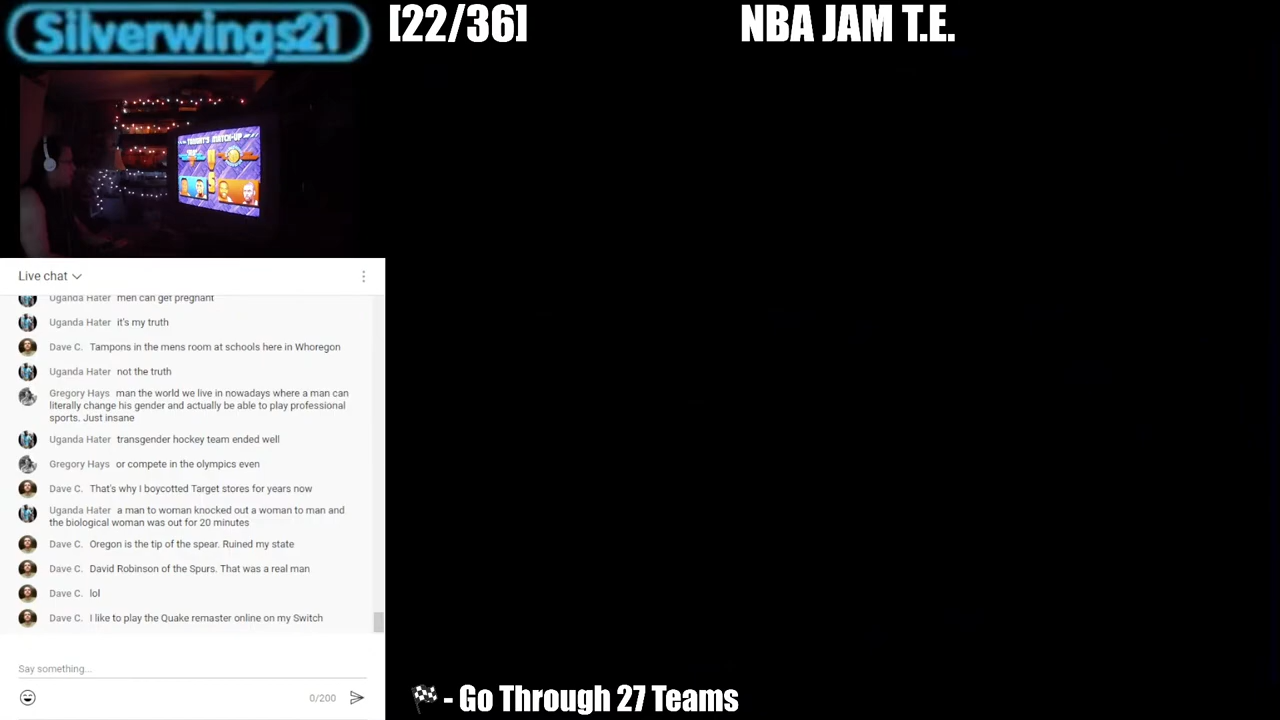 Silverwings21
[22/36]
NBA JAM T.E.
TONIGHT'S MATCH-UP
Live chat
Uganda Hater men can get pregnant
Uganda Hater it's my truth
Dave C. Tampons in the mens room at schools here in Whoregon
Uganda Hater not the truth
Gregory Hays man the world we live in nowadays where a man can
literally change his gender and actually be able to play professional
sports. Just insane
Uganda Hater transgender hockey team ended well
Gregory Hays or compete in the olympics even
Dave C. That's why I boycotted Target stores for years now
Uganda Hater a man to woman knocked out a woman to man and
the biological woman was out for 20 minutes
Dave C. Oregon is the tip of the spear. Ruined my state
Dave C. David Robinson of the Spurs. That was a real man
Dave C. lol
Dave C. I like to play the Quake remaster online on my Switch
Say something...
0/200
- Go Through 27 Teams